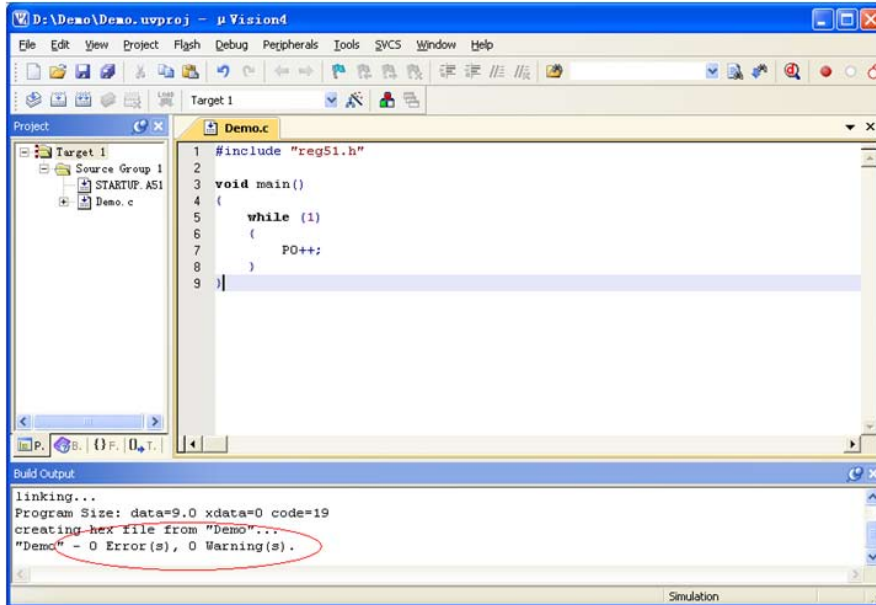 D:\Demo\Demo.uvproj - µVision4
File Edit View Project Flash Debug Peripherals Tools SVCS Window Help
LOAD Target 1
Project
Demo.c
Target 1
Source Group 1
STARTUP.A51
Demo.c
1 #include "reg51.h"
2
3 void main()
4 {
5 while (1)
6 {
7 P0++;
8 }
9 }
P. B. {} F. 0 T.
Build Output
linking...
Program Size: data=9.0 xdata=0 code=19
creating hex file from "Demo"...
"Demo" - 0 Error(s), 0 Warning(s).
Simulation